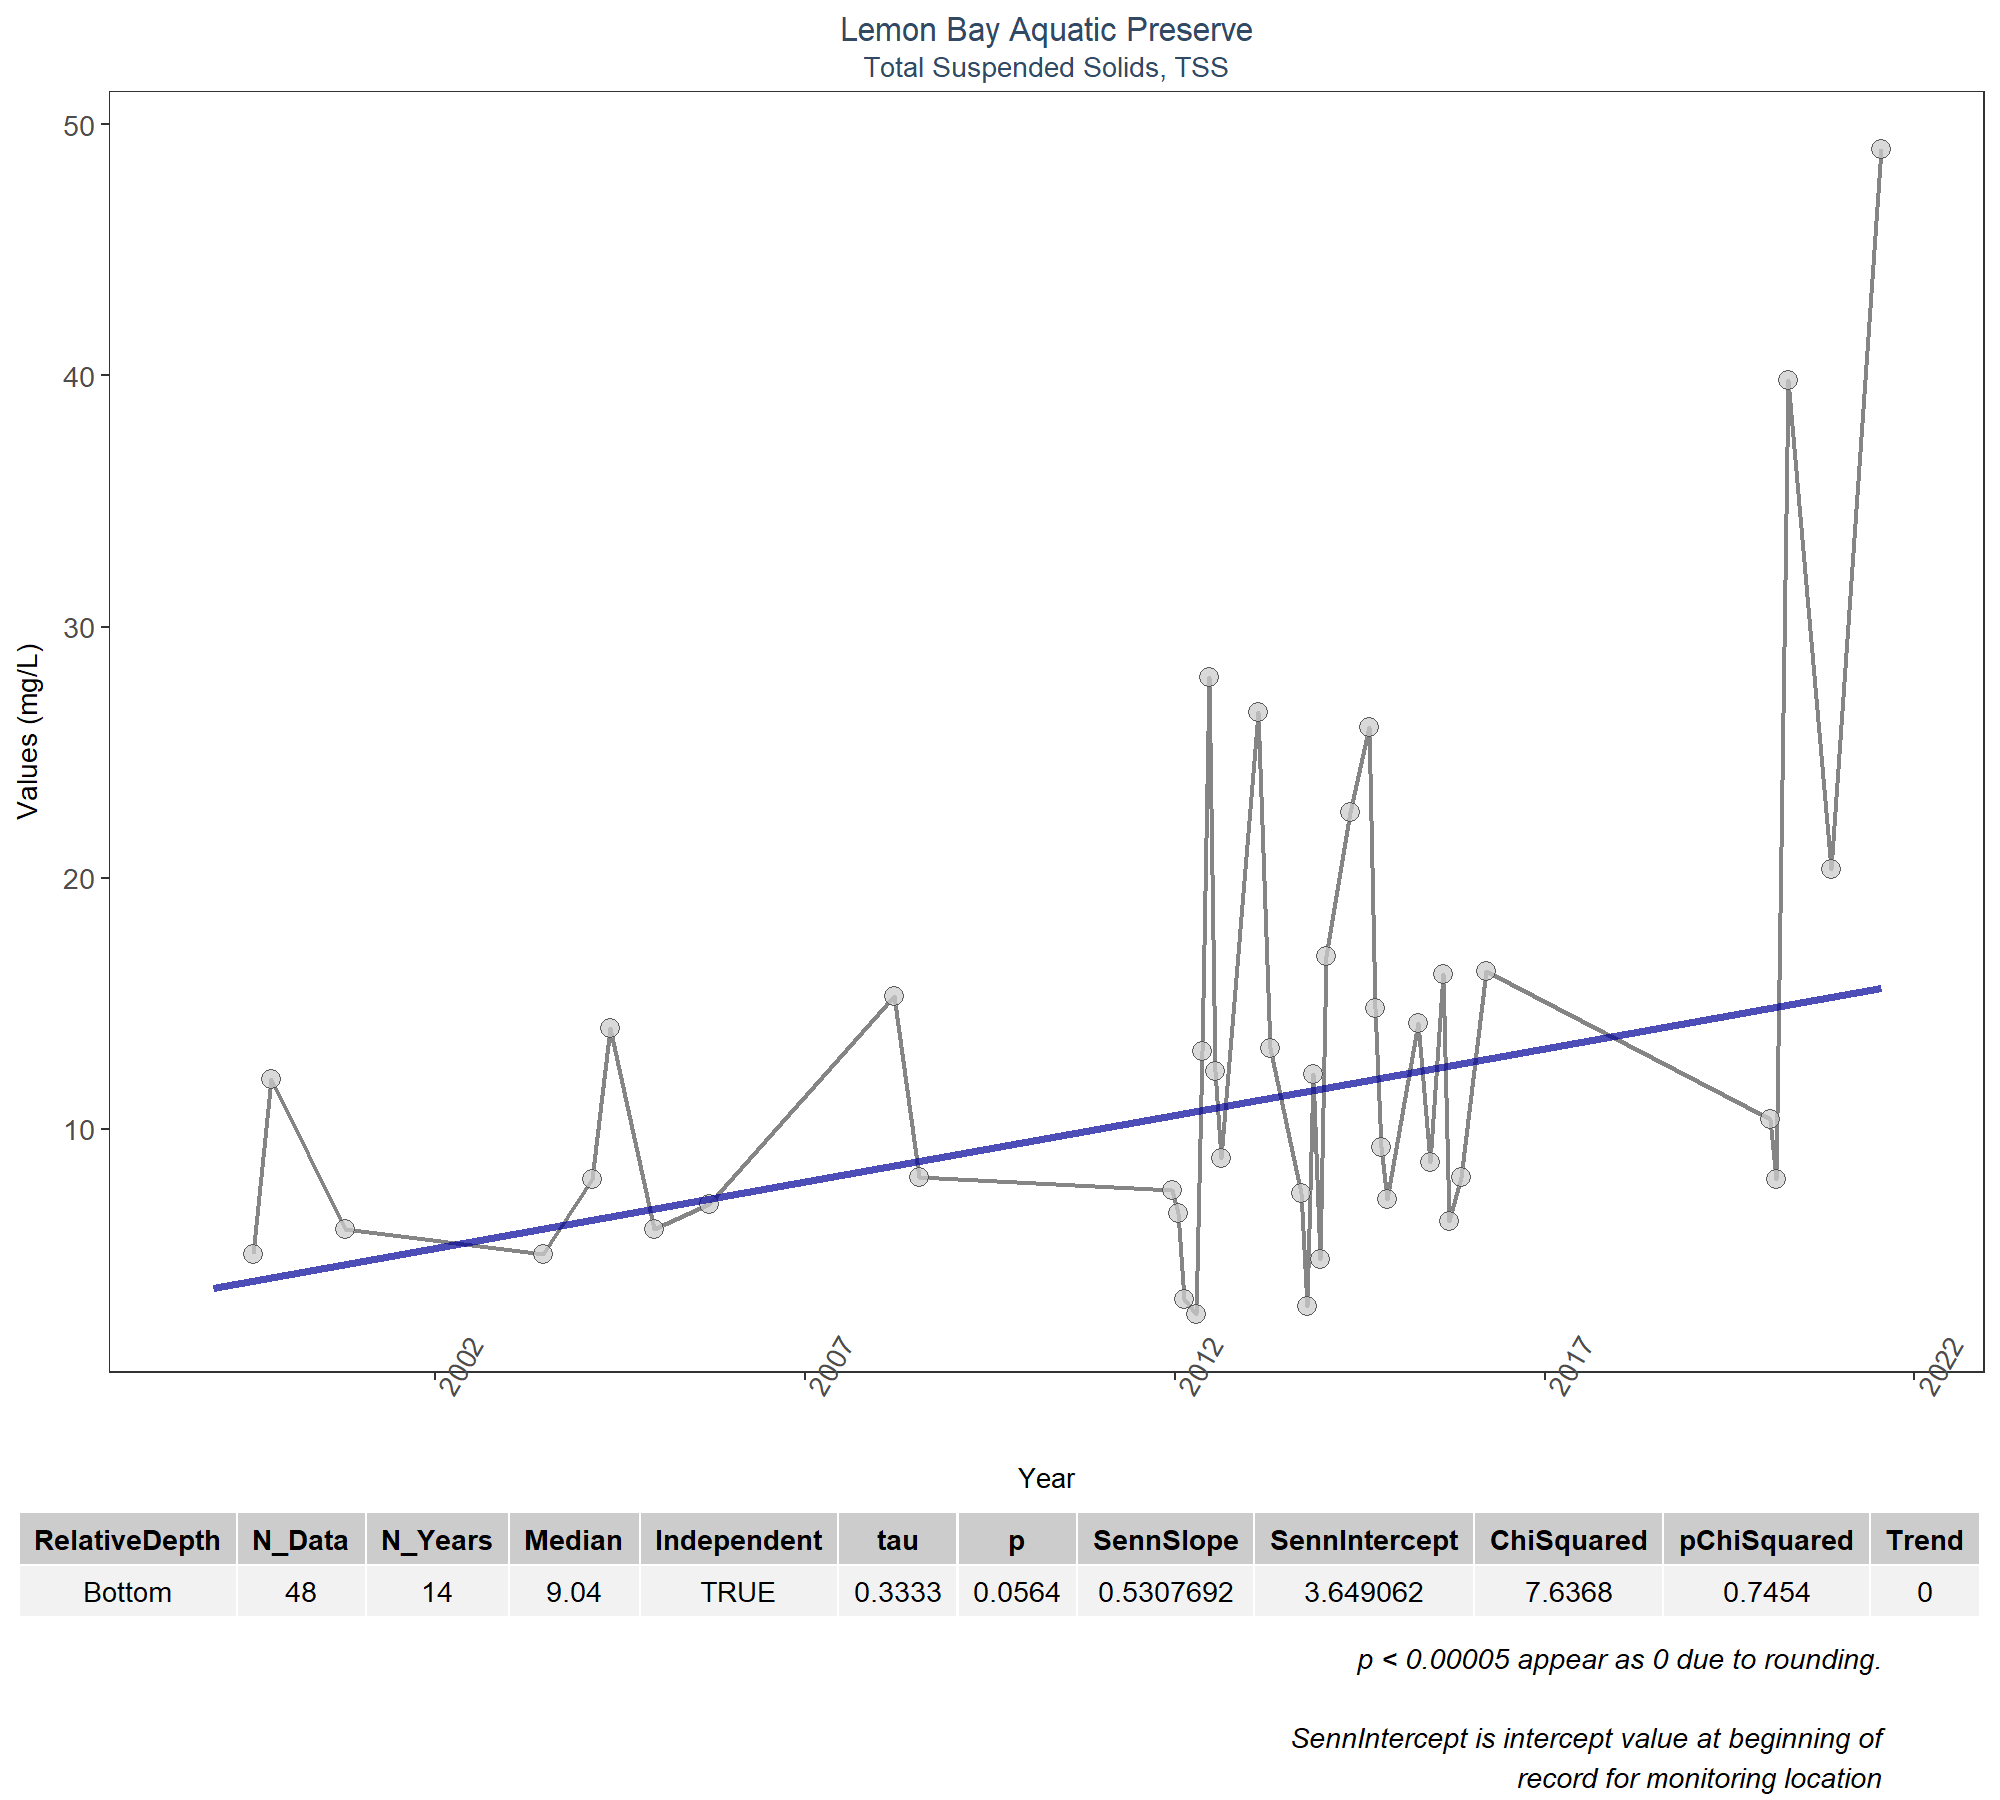 Lemon Bay Aquatic Preserve
Total Suspended Solids, TSS
50
40
30
20
10
Values (mg/L)
2002
2007
2012
2017
2022
Year
RelativeDepth N_Data N_Years Median Independent tau p SennSlope SennIntercept ChiSquared pChiSquared Trend
Bottom 48 14 9.04 TRUE 0.3333 0.0564 0.5307692 3.649062 7.6368 0.7454 0
p < 0.00005 appear as 0 due to rounding.
SennIntercept is intercept value at beginning of
record for monitoring location